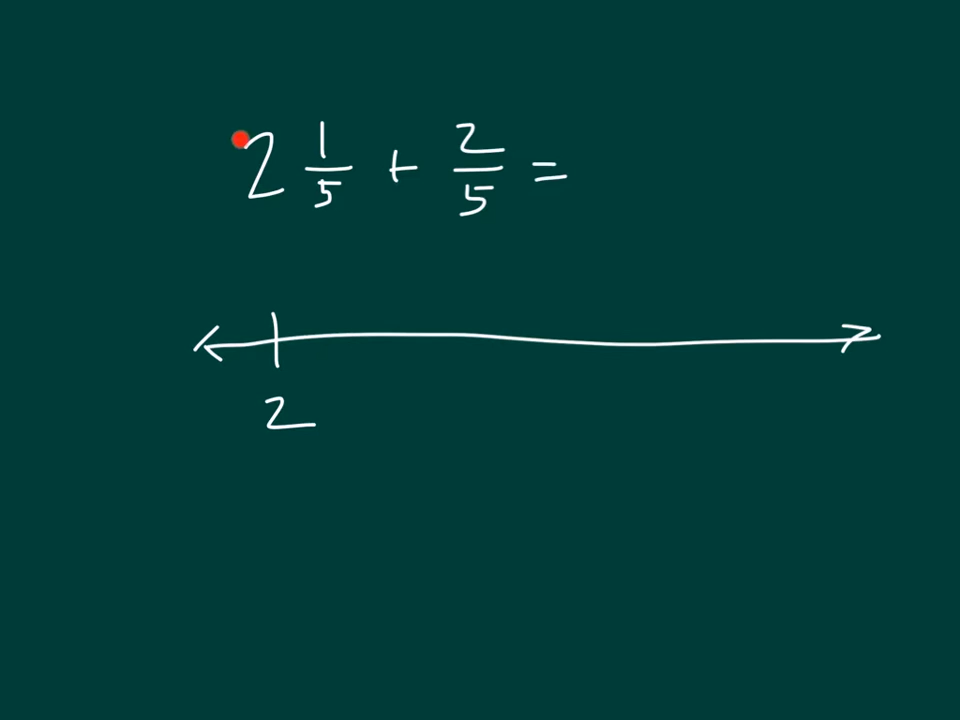 2 1/5 + 2/5 =
2